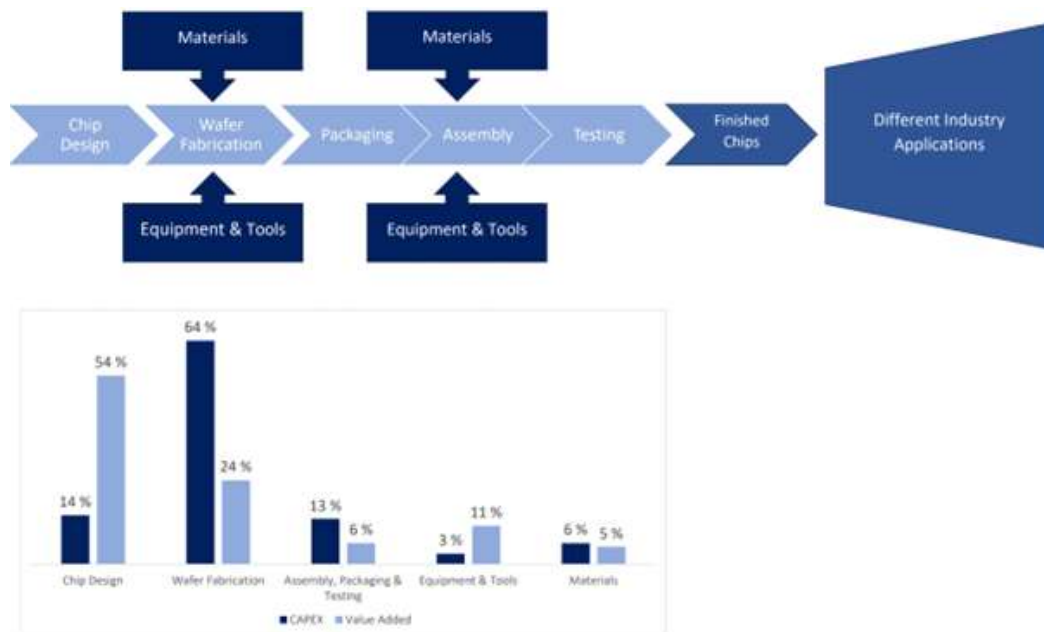 Materials
Materials
Chip
Design
Wafer
Fabrication
Packaging
Assembly
Testing
Finished
Chips
Different Industry
Applications
Equipment & Tools
Equipment & Tools
64 %
54 %
24 %
14 %
13 %
6 %
3 %
11 %
6 %
5 %
Chip Design
Wafer Fabrication
Assembly, Packaging &
Testing
Equipment & Tools
Materials
CAPEX
Value Added